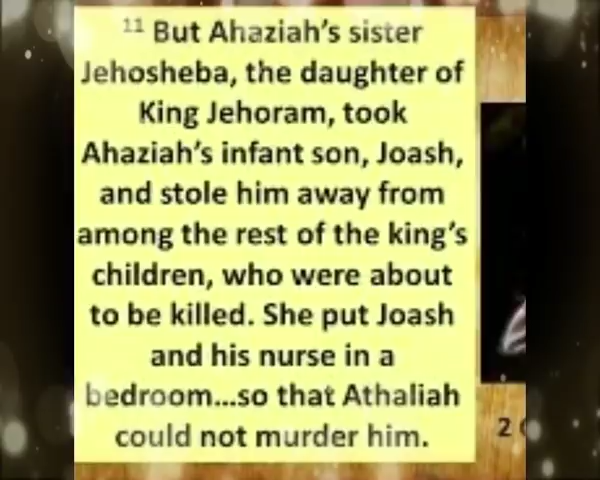 11 But Ahaziah's sister
Jehosheba, the daughter of
King Jehoram, took
Ahaziah's infant son, Joash,
and stole him away from
among the rest of the king's
children, who were about
to be killed. She put Joash
and his nurse in a
bedroom...so that Athaliah
could not murder him.
2